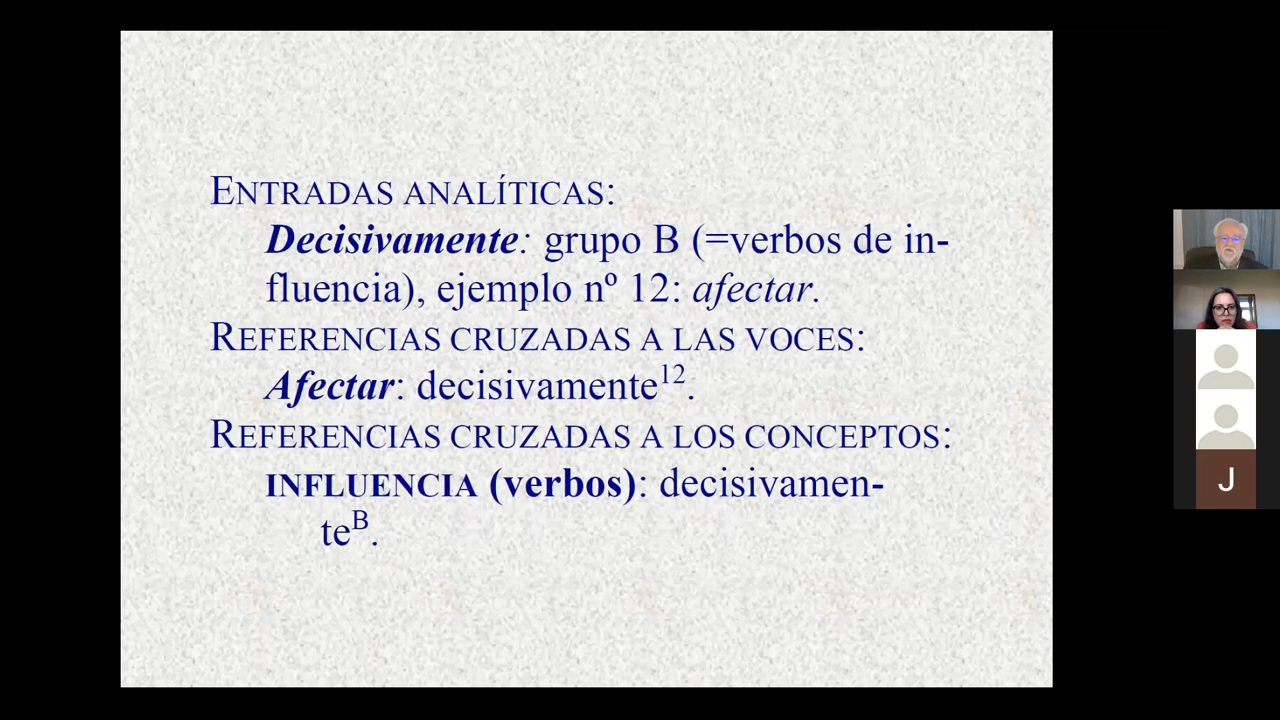 ENTRADAS ANALÍTICAS:
Decisivamente: grupo B (=verbos de in-
fluencia), ejemplo nº 12: afectar.
REFERENCIAS CRUZADAS A LAS VOCES:
Afectar: decisivamente12.
REFERENCIAS CRUZADAS A LOS CONCEPTOS:
INFLUENCIA (verbos): decisivamen-
teB.
J